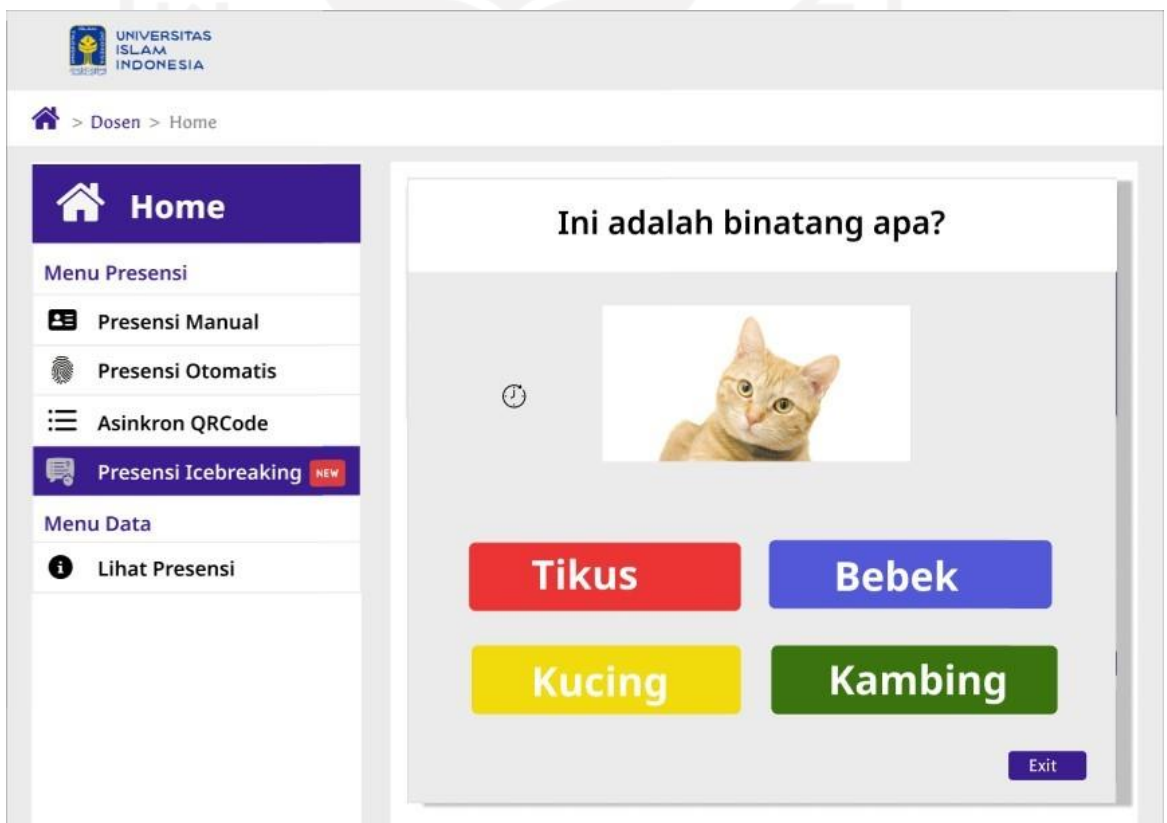 UNIVERSITAS
ISLAM
INDONESIA
> Dosen > Home
Home
Menu Presensi
Presensi Manual
Presensi Otomatis
Asinkron QRCode
Presensi Icebreaking NEW
Menu Data
Lihat Presensi
Ini adalah binatang apa?
Tikus
Bebek
Kucing
Kambing
Exit